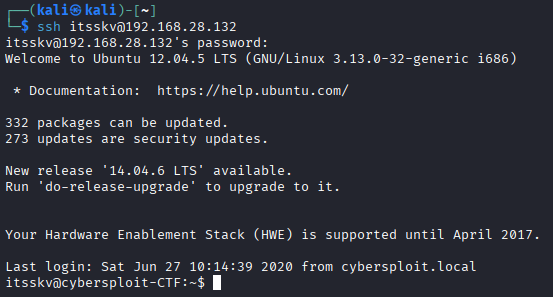 ┌──(kali㉿kali)-[~]
└─$ ssh itsskv@192.168.28.132
itsskv@192.168.28.132's password:
Welcome to Ubuntu 12.04.5 LTS (GNU/Linux 3.13.0-32-generic i686)
* Documentation:  https://help.ubuntu.com/
332 packages can be updated.
273 updates are security updates.
New release '14.04.6 LTS' available.
Run 'do-release-upgrade' to upgrade to it.
Your Hardware Enablement Stack (HWE) is supported until April 2017.
Last login: Sat Jun 27 10:14:39 2020 from cybersploit.local
itsskv@cybersploit-CTF:~$